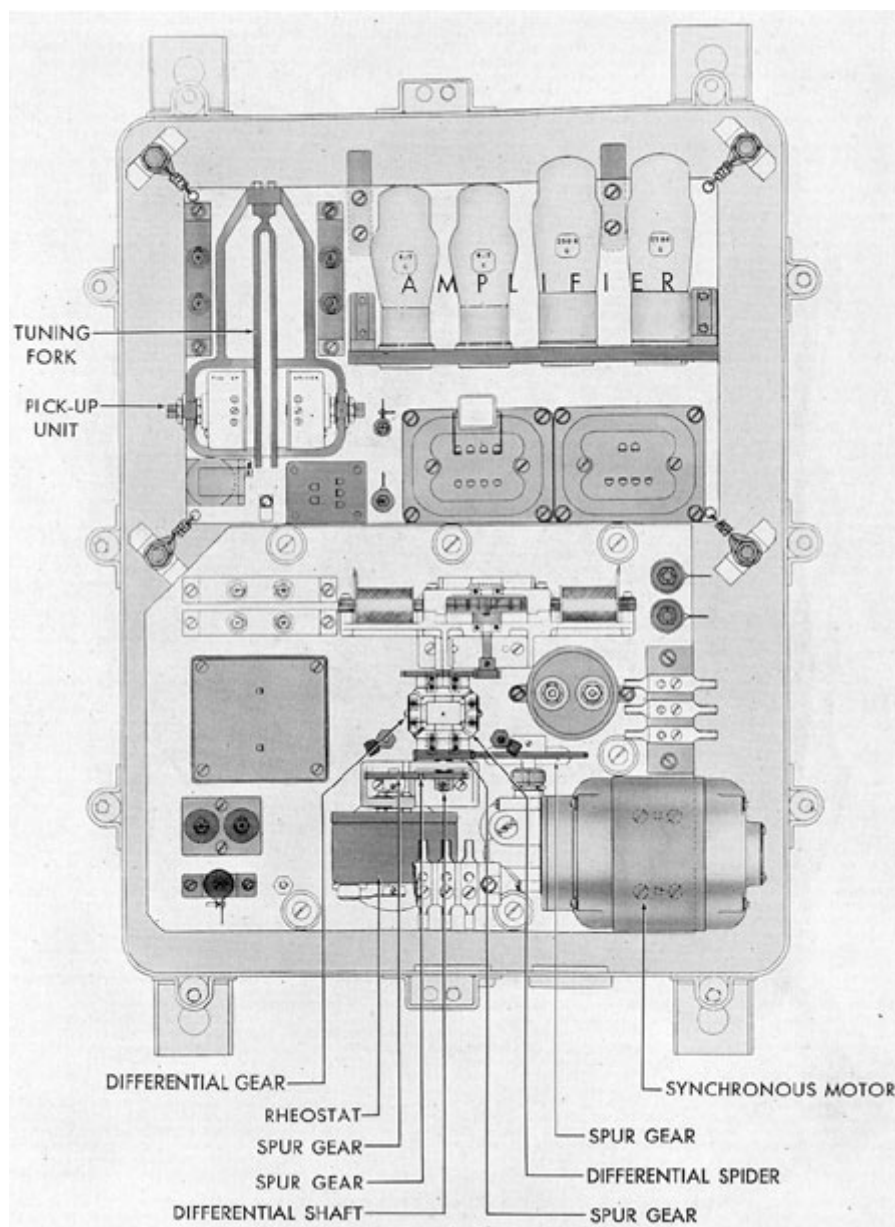 AMPLIFIER
TUNING
FORK
PICK-UP
UNIT
DIFFERENTIAL GEAR
RHEOSTAT
SPUR GEAR
SPUR GEAR
DIFFERENTIAL SHAFT
SYNCHRONOUS MOTOR
SPUR GEAR
DIFFERENTIAL SPIDER
SPUR GEAR